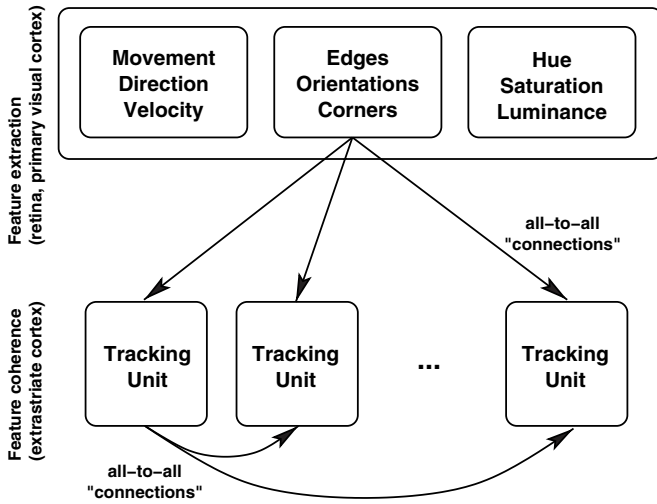 Feature extraction
(retina, primary visual cortex)
Movement
Direction
Velocity
Edges
Orientations
Corners
Hue
Saturation
Luminance
all−to−all
"connections"
Feature coherence
(extrastriate cortex)
Tracking
Unit
Tracking
Unit
...
Tracking
Unit
all−to−all
"connections"